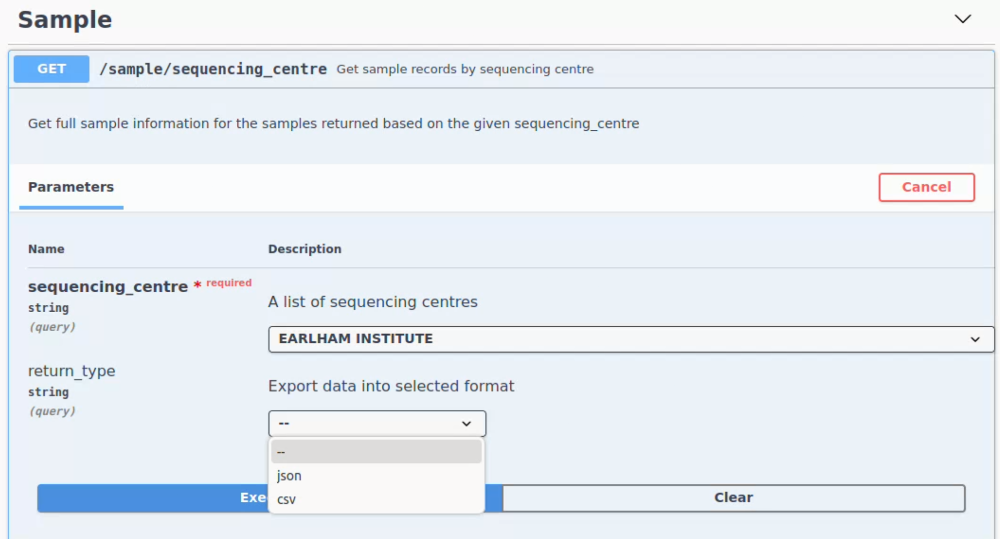 Sample
GET /sample/sequencing_centre Get sample records by sequencing centre
Get full sample information for the samples returned based on the given sequencing_centre
Parameters Cancel
Name Description
sequencing_centre * required
string
(query)
A list of sequencing centres
EARLHAM INSTITUTE
return_type
string
(query)
Export data into selected format
--
--
json
csv
Exe
Clear